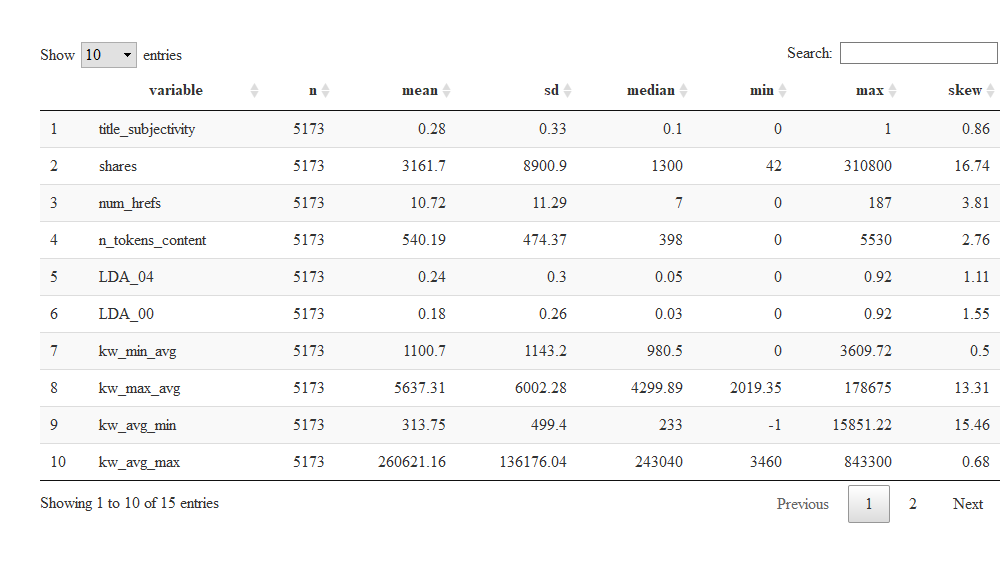 Show 10 entries Search:
variable n mean sd median min max skew
1 title_subjectivity 5173 0.28 0.33 0.1 0 1 0.86
2 shares 5173 3161.7 8900.9 1300 42 310800 16.74
3 num_hrefs 5173 10.72 11.29 7 0 187 3.81
4 n_tokens_content 5173 540.19 474.37 398 0 5530 2.76
5 LDA_04 5173 0.24 0.3 0.05 0 0.92 1.11
6 LDA_00 5173 0.18 0.26 0.03 0 0.92 1.55
7 kw_min_avg 5173 1100.7 1143.2 980.5 0 3609.72 0.5
8 kw_max_avg 5173 5637.31 6002.28 4299.89 2019.35 178675 13.31
9 kw_avg_min 5173 313.75 499.4 233 -1 15851.22 15.46
10 kw_avg_max 5173 260621.16 136176.04 243040 3460 843300 0.68
Showing 1 to 10 of 15 entries Previous 1 2 Next